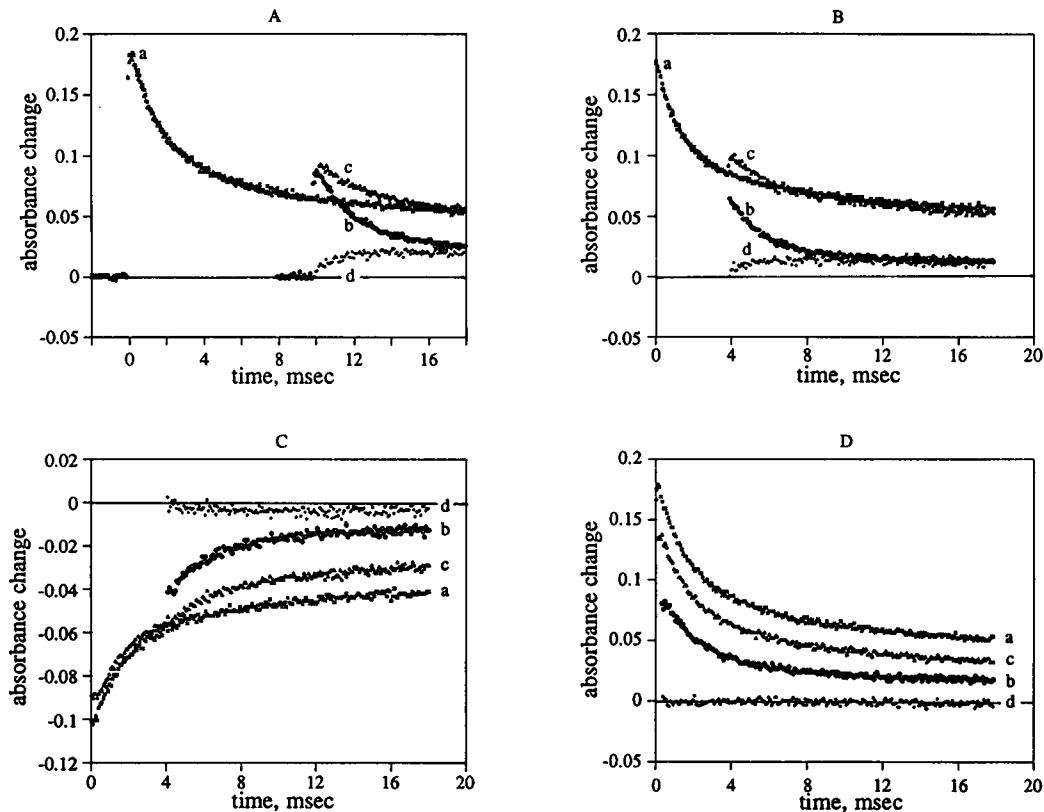 A
0.2
0.15
0.1
0.05
0
-0.05
absorbance change
a
c
b
d
0 4 8 12 16
time, msec
B
0.2
0.15
0.1
0.05
0
-0.05
absorbance change
a
c
b
d
0 4 8 12 16 20
time, msec
C
0.02
0
-0.02
-0.04
-0.06
-0.08
-0.1
-0.12
absorbance change
d
b
c
a
0 4 8 12 16 20
time, msec
D
0.2
0.15
0.1
0.05
0
-0.05
absorbance change
a
c
b
d
0 4 8 12 16 20
time, msec